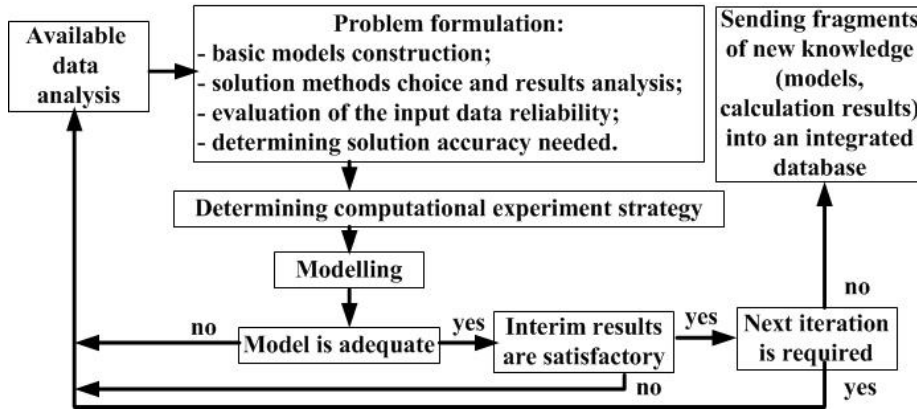 Available
data
analysis
Problem formulation:
- basic models construction;
- solution methods choice and results analysis;
- evaluation of the input data reliability;
- determining solution accuracy needed.
Sending fragments
of new knowledge
(models,
calculation results)
into an integrated
database
Determining computational experiment strategy
Modelling
no
Model is adequate
yes
Interim results
are satisfactory
yes
Next iteration
is required
no
no
yes